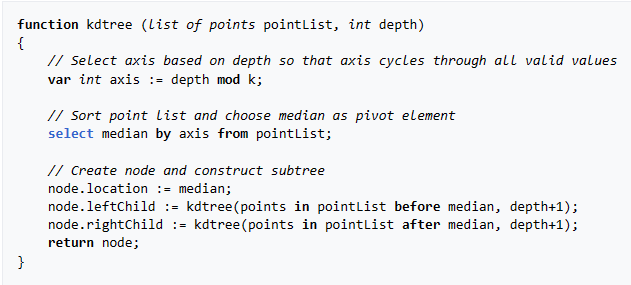 function kdtree (list of points pointList, int depth)
{
    // Select axis based on depth so that axis cycles through all valid values
    var int axis := depth mod k;

    // Sort point list and choose median as pivot element
    select median by axis from pointList;

    // Create node and construct subtree
    node.location := median;
    node.leftChild := kdtree(points in pointList before median, depth+1);
    node.rightChild := kdtree(points in pointList after median, depth+1);
    return node;
}